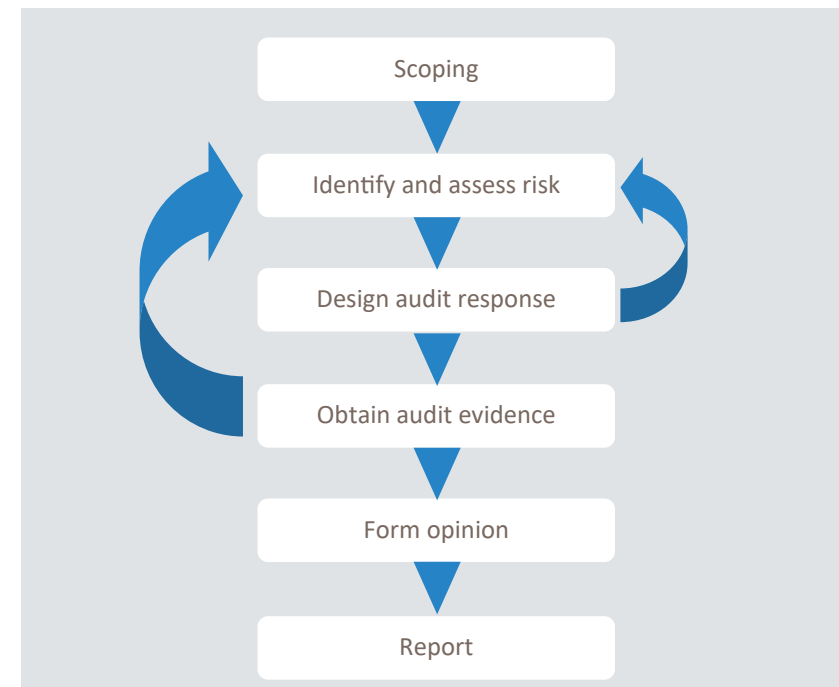 Scoping
Identify and assess risk
Design audit response
Obtain audit evidence
Form opinion
Report